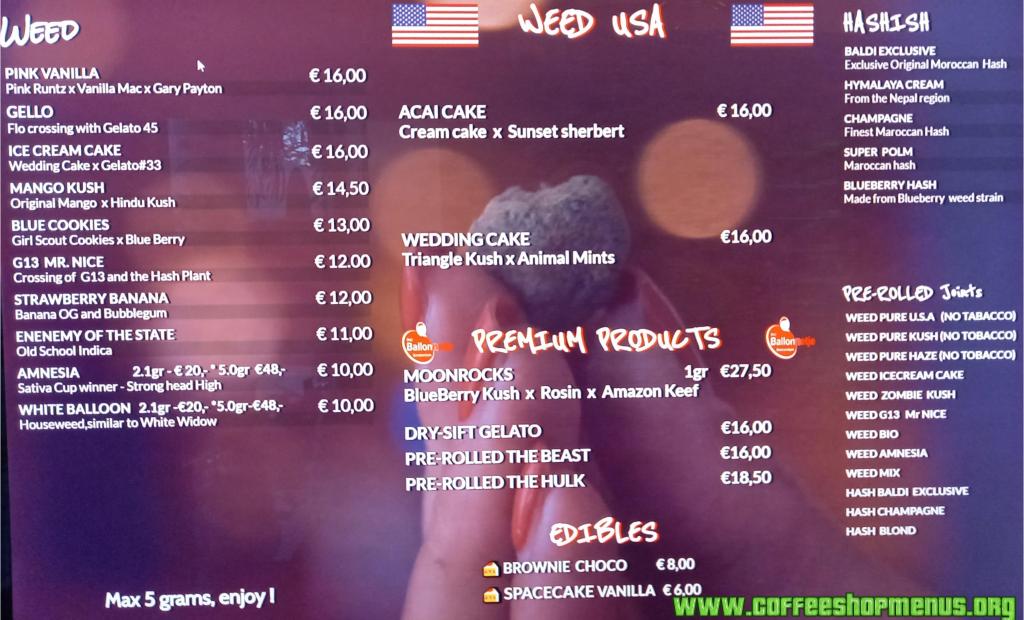 WEED
PINK VANILLA € 16,00
Pink Runtz x Vanilla Mac x Gary Payton
GELLO € 16,00
Flo crossing with Gelato 45
ICE CREAM CAKE € 16,00
Wedding Cake x Gelato#33
MANGO KUSH € 14,50
Original Mango x Hindu Kush
BLUE COOKIES € 13,00
Girl Scout Cookies x Blue Berry
G13 MR. NICE € 12.00
Crossing of G13 and the Hash Plant
STRAWBERRY BANANA € 12,00
Banana OG and Bubblegum
ENENEMY OF THE STATE € 11,00
Old School Indica
AMNESIA 2.1gr - € 20,- * 5.0gr €48,- € 10,00
Sativa Cup winner - Strong head High
WHITE BALLOON 2.1gr -€20,- *5.0gr-€48,- € 10,00
Houseweed,similar to White Widow
Max 5 grams, enjoy !
WEED USA
ACAI CAKE € 16,00
Cream cake x Sunset sherbert
WEDDING CAKE €16,00
Triangle Kush x Animal Mints
Ballonnetje PREMIUM PRODUCTS Ballonnetje
MOONROCKS 1gr €27,50
BlueBerry Kush x Rosin x Amazon Keef
DRY-SIFT GELATO €16,00
PRE-ROLLED THE BEAST €16,00
PRE-ROLLED THE HULK €18,50
EDIBLES
BROWNIE CHOCO €8,00
SPACECAKE VANILLA €6,00
HASHISH
BALDI EXCLUSIVE
Exclusive Original Moroccan Hash
HYMALAYA CREAM
From the Nepal region
CHAMPAGNE
Finest Maroccan Hash
SUPER POLM
Maroccan hash
BLUEBERRY HASH
Made from Blueberry weed strain
PRE-ROLLED Joints
WEED PURE U.S.A (NO TABACCO)
WEED PURE KUSH (NO TOBACCO)
WEED PURE HAZE (NO TOBACCO)
WEED ICECREAM CAKE
WEED ZOMBIE KUSH
WEED G13 Mr NICE
WEED BIO
WEED AMNESIA
WEED MIX
HASH BALDI EXCLUSIVE
HASH CHAMPAGNE
HASH BLOND
www.coffeeshopmenus.org